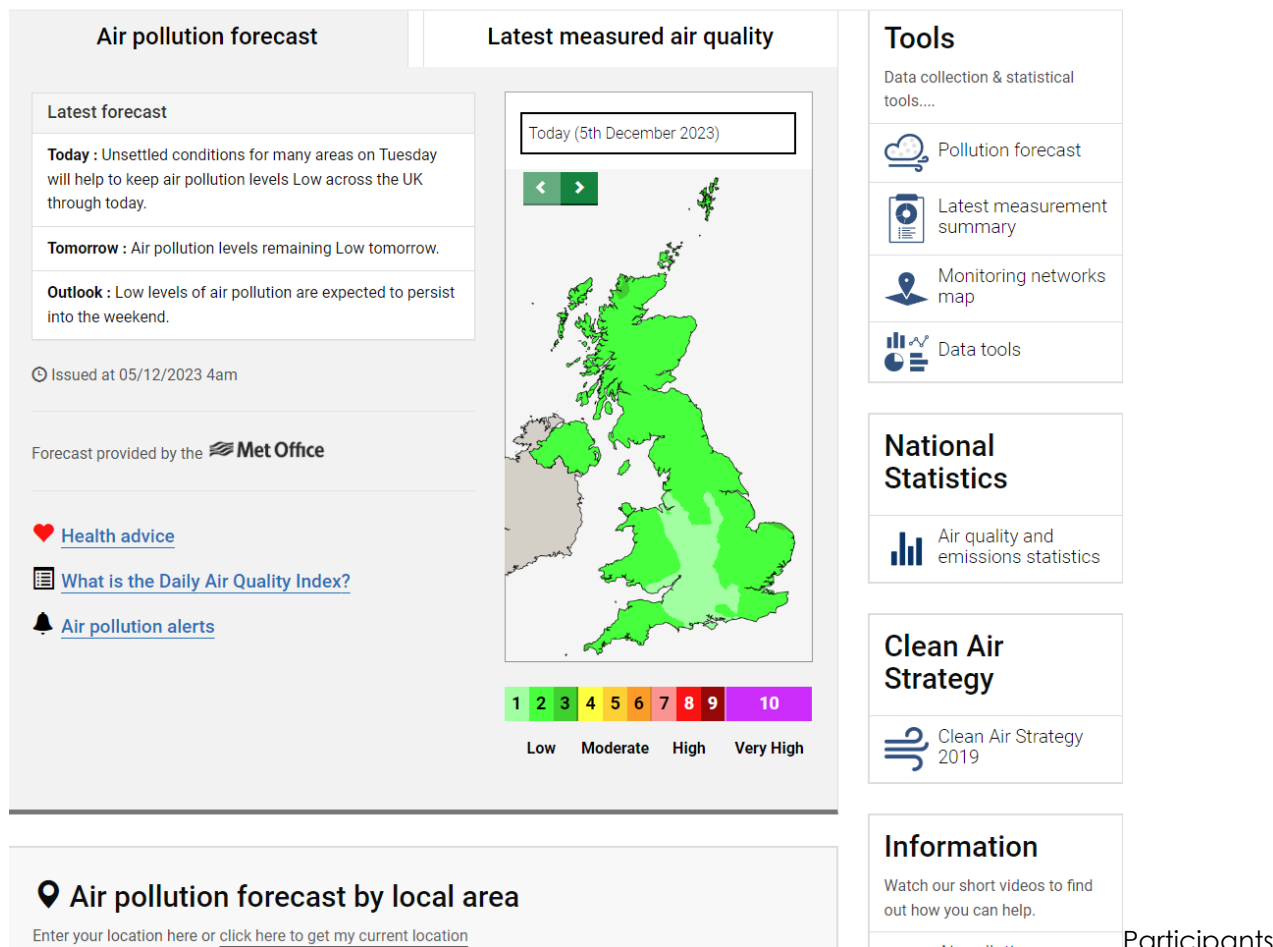 Air pollution forecast
Latest measured air quality
Latest forecast
Today : Unsettled conditions for many areas on Tuesday
will help to keep air pollution levels Low across the UK
through today.
Tomorrow : Air pollution levels remaining Low tomorrow.
Outlook : Low levels of air pollution are expected to persist
into the weekend.
Issued at 05/12/2023 4am
Forecast provided by the Met Office
Health advice
What is the Daily Air Quality Index?
Air pollution alerts
Today (5th December 2023)
1 2 3 4 5 6 7 8 9 10
Low Moderate High Very High
Air pollution forecast by local area
Enter your location here or click here to get my current location
Tools
Data collection & statistical
tools....
Pollution forecast
Latest measurement
summary
Monitoring networks
map
Data tools
National
Statistics
Air quality and
emissions statistics
Clean Air
Strategy
Clean Air Strategy
2019
Information
Watch our short videos to find
out how you can help.
Participants